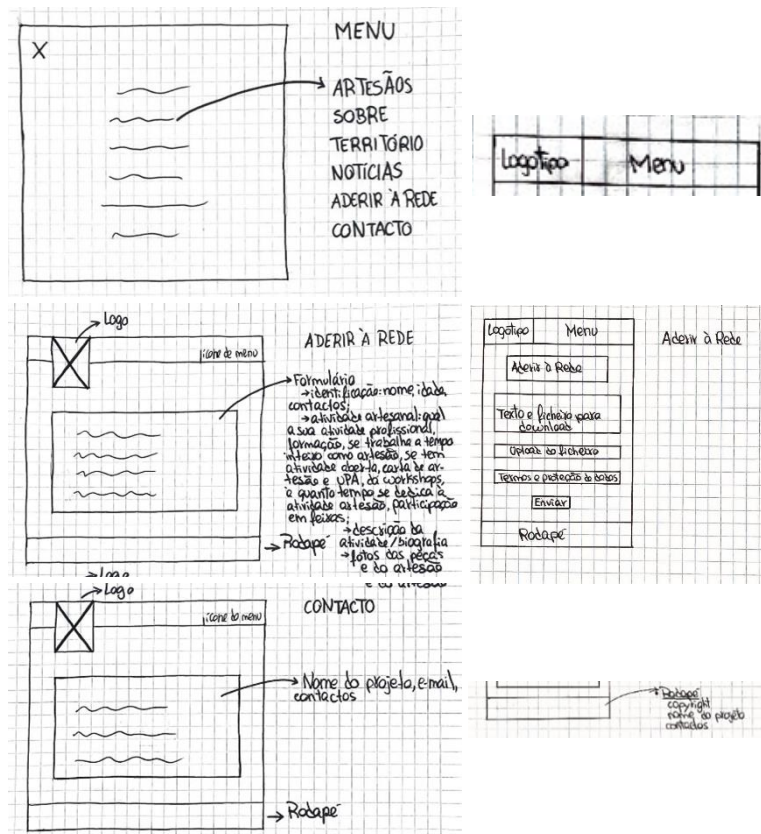 MENU
X
ARTESÃOS
SOBRE
TERRITÓRIO
NOTÍCIAS
ADERIR À REDE
CONTACTO
Logotipo
Menu
Logo
ícone de menu
ADERIR À REDE
Formulário
→identificação: nome, idade,
contactos;
→atividade artesanal: qual
a sua atividade profissional,
formação, se trabalha a tempo
inteiro como artesão, se tem
atividade aberta, carta de ar-
tesão e UPA, dá workshops,
à quanto tempo se dedica à
atividade artesão, participação
em feiras;
→descrição da
atividade/biografia
→fotos das peças
e do artesão
Rodapé
Logotipo
Menu
Aderir à Rede
Aderir à Rede
Texto e ficheiro para
download
Upload do ficheiro
Termos e proteção de dados
Enviar
Rodapé
Logo
ícone do menu
CONTACTO
Nome do projeto, e-mail,
contactos
Rodapé
Rodapé
copyright
nome do projeto
contactos